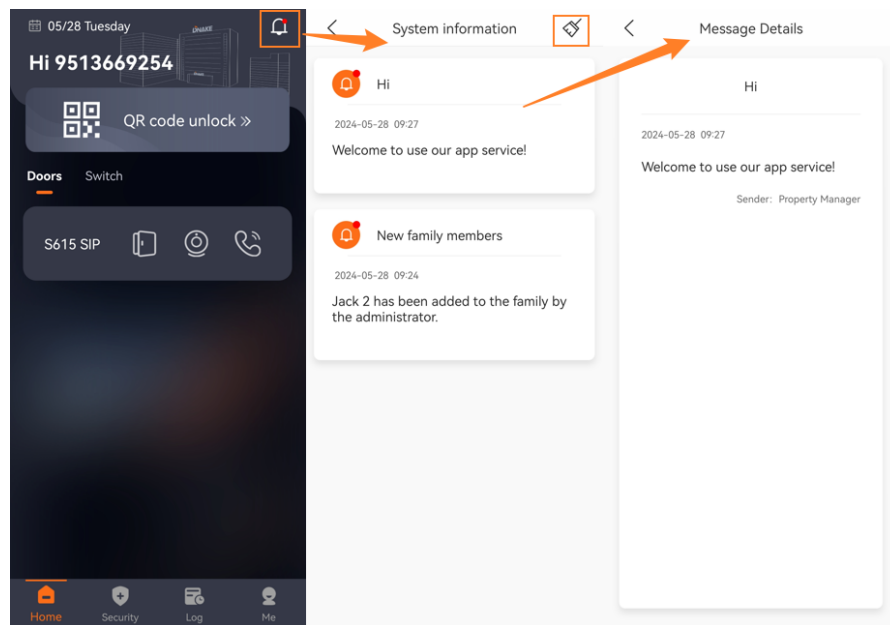 05/28 Tuesday
Hi 9513669254
QR code unlock »
Doors
Switch
S615 SIP
Home
Security
Log
Me
System information
Hi
2024-05-28 09:27
Welcome to use our app service!
New family members
2024-05-28 09:24
Jack 2 has been added to the family by
the administrator.
Message Details
Hi
2024-05-28 09:27
Welcome to use our app service!
Sender: Property Manager